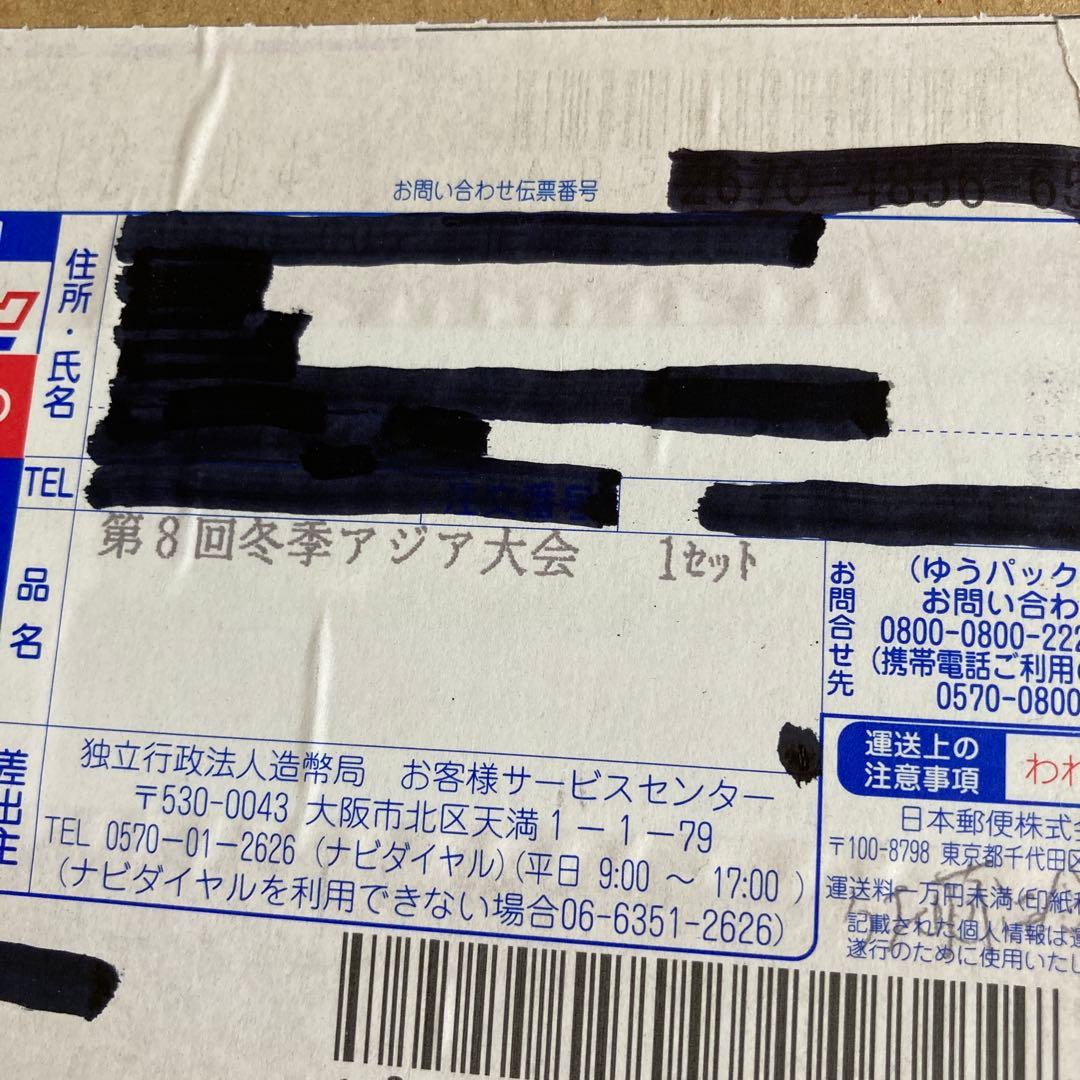 お問い合わせ伝票番号
住所・氏名
TEL
注文番号
第8回冬季アジア大会 1セット
品名
お問合せ先
(ゆうパック
お問い合わ
0800-0800-222
(携帯電話ご利用
0570-0800
差出主
独立行政法人造幣局 お客様サービスセンター
〒530-0043 大阪市北区天満1-1-79
TEL 0570-01-2626 (ナビダイヤル)(平日 9:00 ～ 17:00 )
(ナビダイヤルを利用できない場合06-6351-2626)
運送上の
注意事項
われ
日本郵便株式会
〒100-8798 東京都千代田区
運送料一万円未満(印紙税
記載された個人情報は運
遂行のために使用いたし